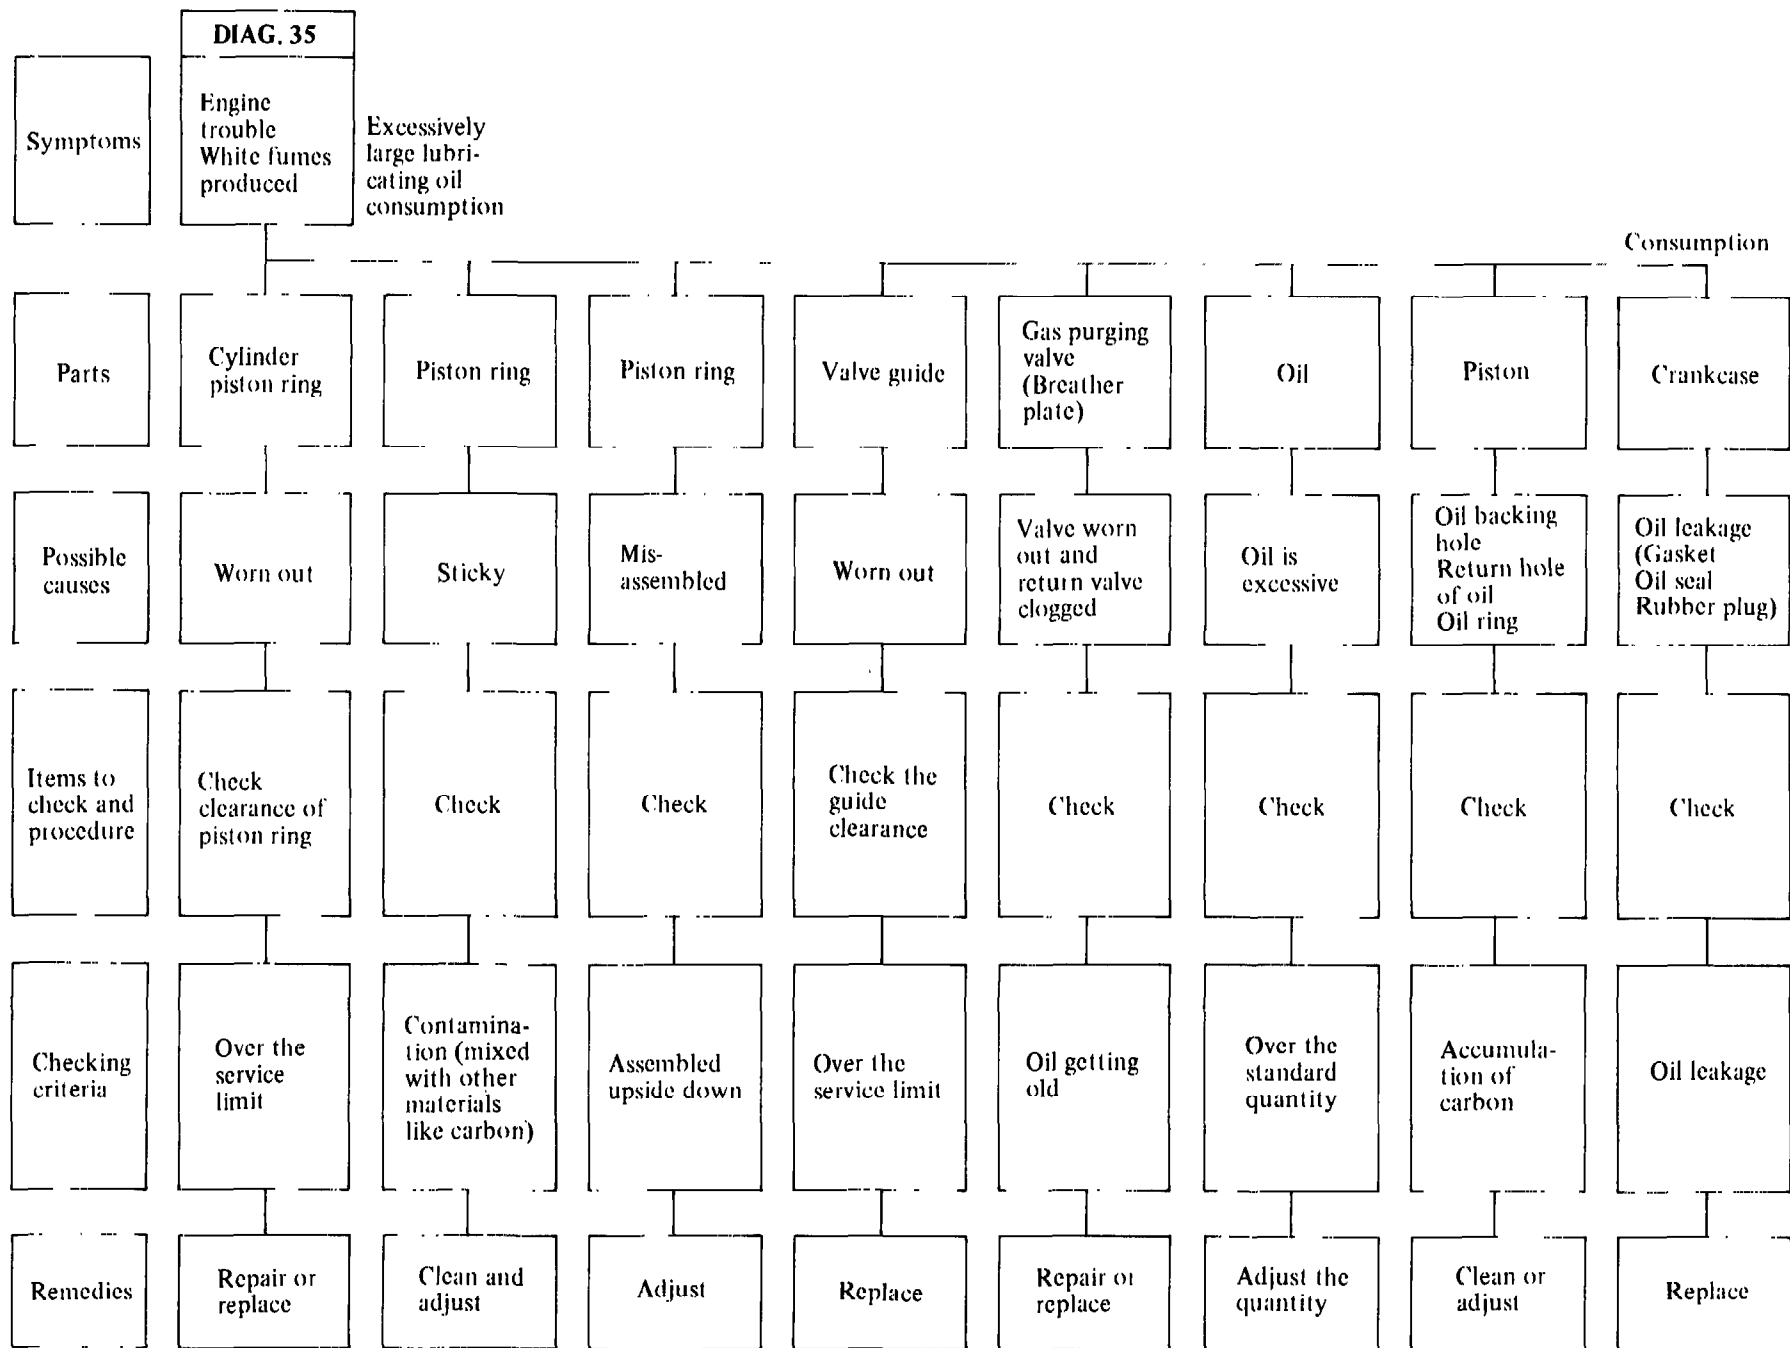 DIAG. 35
Symptoms
Engine
trouble
White fumes
produced
Excessively
large lubri-
cating oil
consumption
Consumption
Parts
Cylinder
piston ring
Piston ring
Piston ring
Valve guide
Gas purging
valve
(Breather
plate)
Oil
Piston
Crankcase
Possible
causes
Worn out
Sticky
Mis-
assembled
Worn out
Valve worn
out and
return valve
clogged
Oil is
excessive
Oil backing
hole
Return hole
of oil
Oil ring
Oil leakage
(Gasket
Oil seal
Rubber plug)
Items to
check and
procedure
Check
clearance of
piston ring
Check
Check
Check the
guide
clearance
Check
Check
Check
Check
Checking
criteria
Over the
service
limit
Contamina-
tion (mixed
with other
materials
like carbon)
Assembled
upside down
Over the
service limit
Oil getting
old
Over the
standard
quantity
Accumula-
tion of
carbon
Oil leakage
Remedies
Repair or
replace
Clean and
adjust
Adjust
Replace
Repair or
replace
Adjust the
quantity
Clean or
adjust
Replace